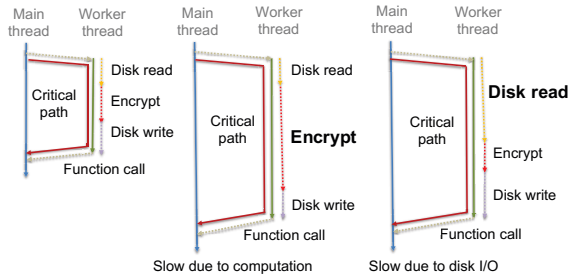 Main
thread
Worker
thread
Disk read
Critical
path
Encrypt
Disk write
Function call
Main
thread
Worker
thread
Disk read
Critical
path
Encrypt
Disk write
Function call
Slow due to computation
Main
thread
Worker
thread
Disk read
Critical
path
Encrypt
Disk write
Function call
Slow due to disk I/O